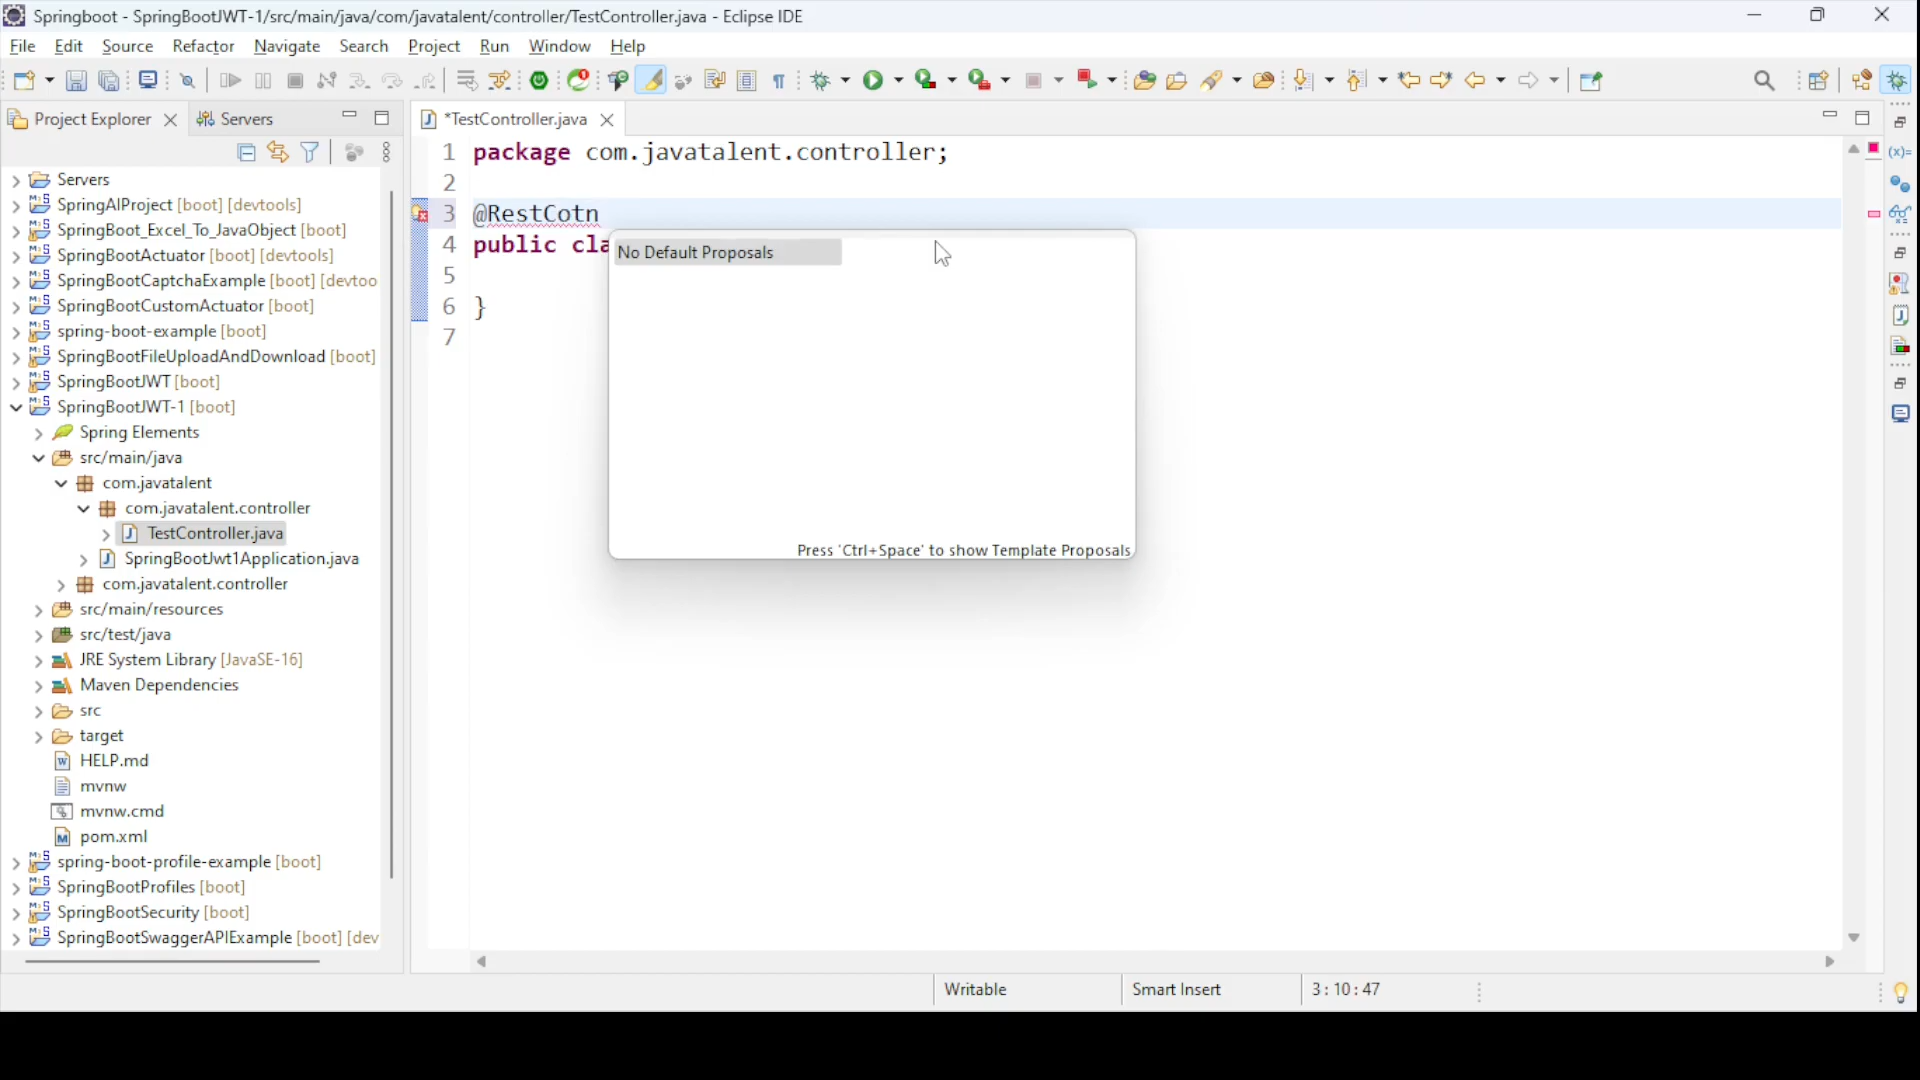 Springboot - SpringBootJWT-1/src/main/java/com/javatalent/controller/TestController.java - Eclipse IDE
File Edit Source Refactor Navigate Search Project Run Window Help
Project Explorer Servers
*TestController.java
Servers
SpringAIProject [boot] [devtools]
SpringBoot_Excel_To_JavaObject [boot]
SpringBootActuator [boot] [devtools]
SpringBootCaptchaExample [boot] [devtoo
SpringBootCustomActuator [boot]
spring-boot-example [boot]
SpringBootFileUploadAndDownload [boot]
SpringBootJWT [boot]
SpringBootJWT-1 [boot]
Spring Elements
src/main/java
com.javatalent
com.javatalent.controller
TestController.java
SpringBootJwt1Application.java
com.javatalent.controller
src/main/resources
src/test/java
JRE System Library [JavaSE-16]
Maven Dependencies
src
target
HELP.md
mvnw
mvnw.cmd
pom.xml
spring-boot-profile-example [boot]
SpringBootProfiles [boot]
SpringBootSecurity [boot]
SpringBootSwaggerAPIExample [boot] [dev
1 package com.javatalent.controller;
2
3 @RestCotn
4 public cla
5
6 }
7
No Default Proposals
Press 'Ctrl+Space' to show Template Proposals
Writable Smart Insert 3 : 10 : 47